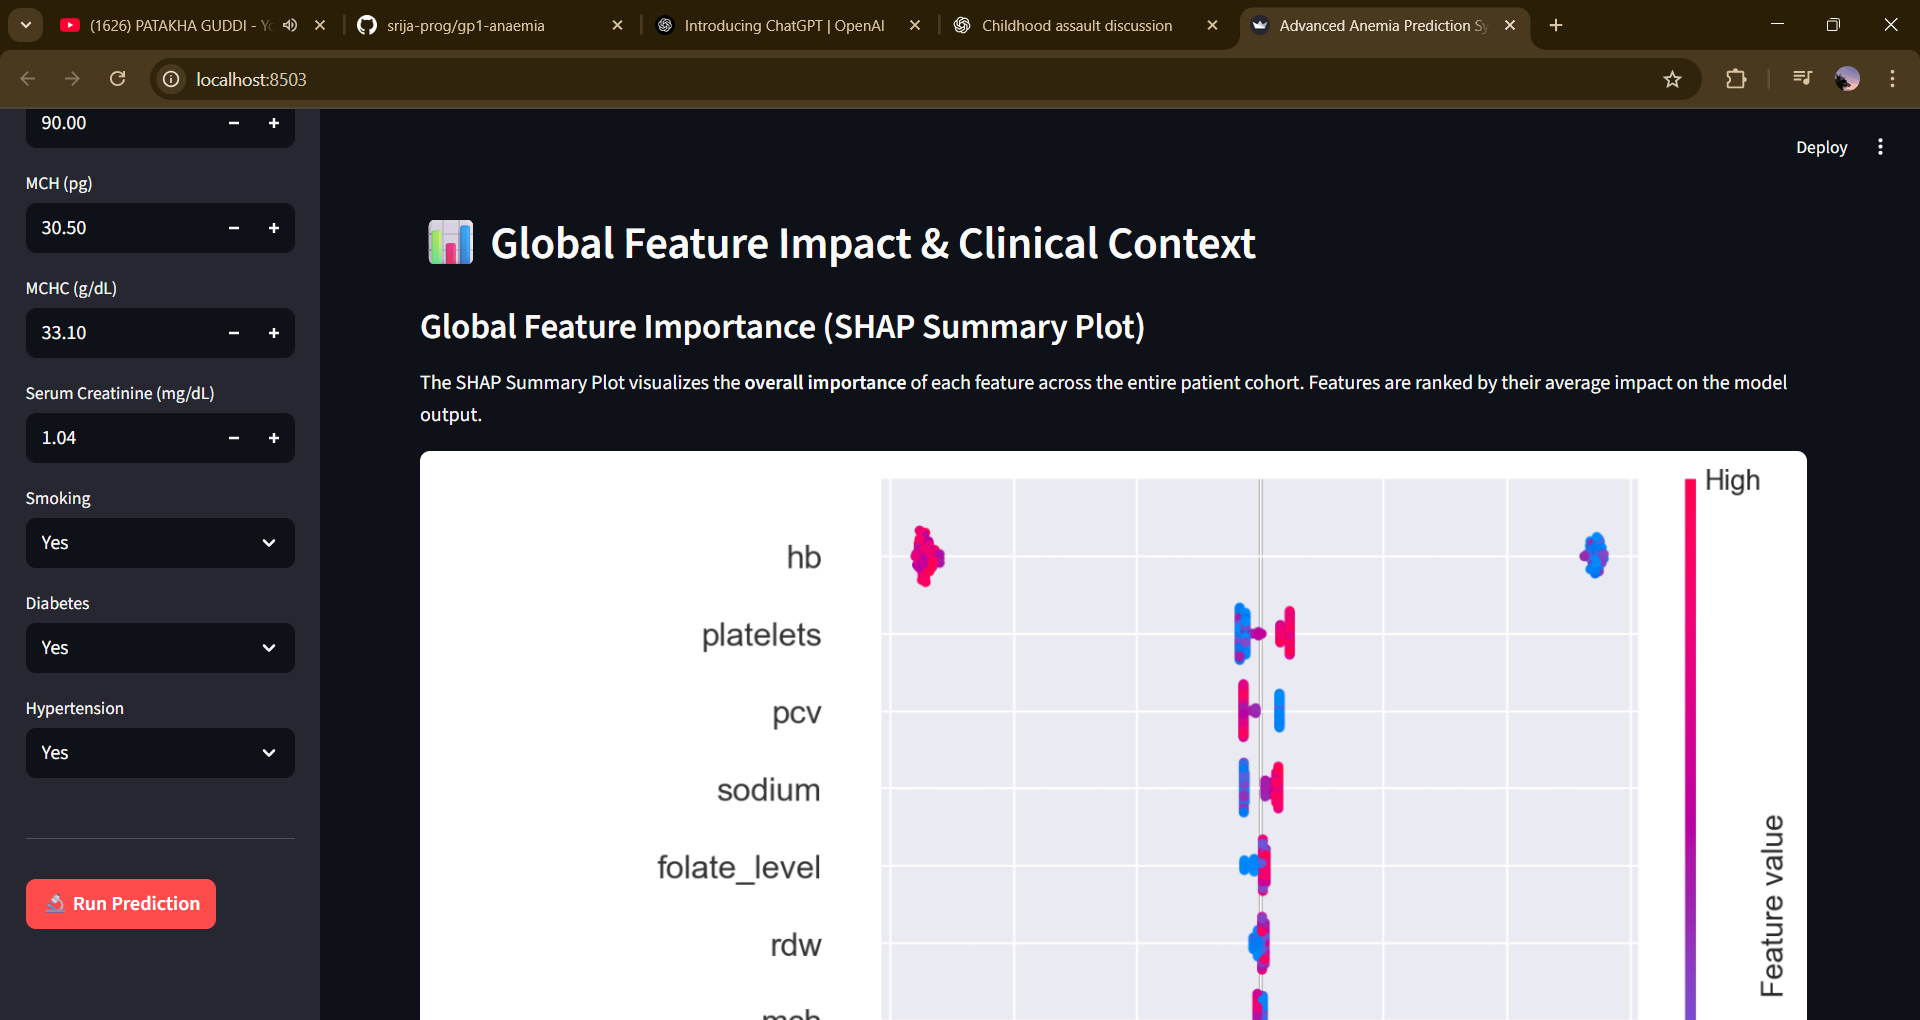 (1626) PATAKHA GUDDI - Yo
srija-prog/gp1-anaemia
Introducing ChatGPT | OpenAI
Childhood assault discussion
Advanced Anemia Prediction Sy
localhost:8503
90.00
MCH (pg)
30.50
MCHC (g/dL)
33.10
Serum Creatinine (mg/dL)
1.04
Smoking
Yes
Diabetes
Yes
Hypertension
Yes
Run Prediction
Deploy
Global Feature Impact & Clinical Context
Global Feature Importance (SHAP Summary Plot)
The SHAP Summary Plot visualizes the overall importance of each feature across the entire patient cohort. Features are ranked by their average impact on the model
output.
High
hb
platelets
pcv
sodium
folate_level
rdw
Feature value